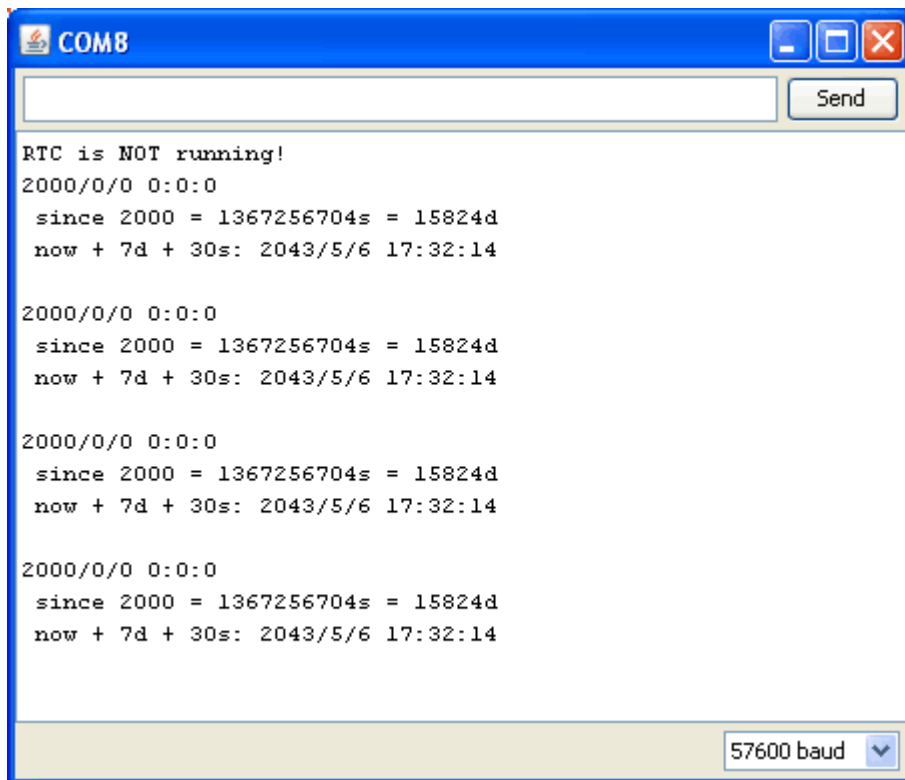 COM8
Send
RTC is NOT running!
2000/0/0 0:0:0
 since 2000 = 1367256704s = 15824d
 now + 7d + 30s: 2043/5/6 17:32:14

2000/0/0 0:0:0
 since 2000 = 1367256704s = 15824d
 now + 7d + 30s: 2043/5/6 17:32:14

2000/0/0 0:0:0
 since 2000 = 1367256704s = 15824d
 now + 7d + 30s: 2043/5/6 17:32:14

2000/0/0 0:0:0
 since 2000 = 1367256704s = 15824d
 now + 7d + 30s: 2043/5/6 17:32:14
57600 baud